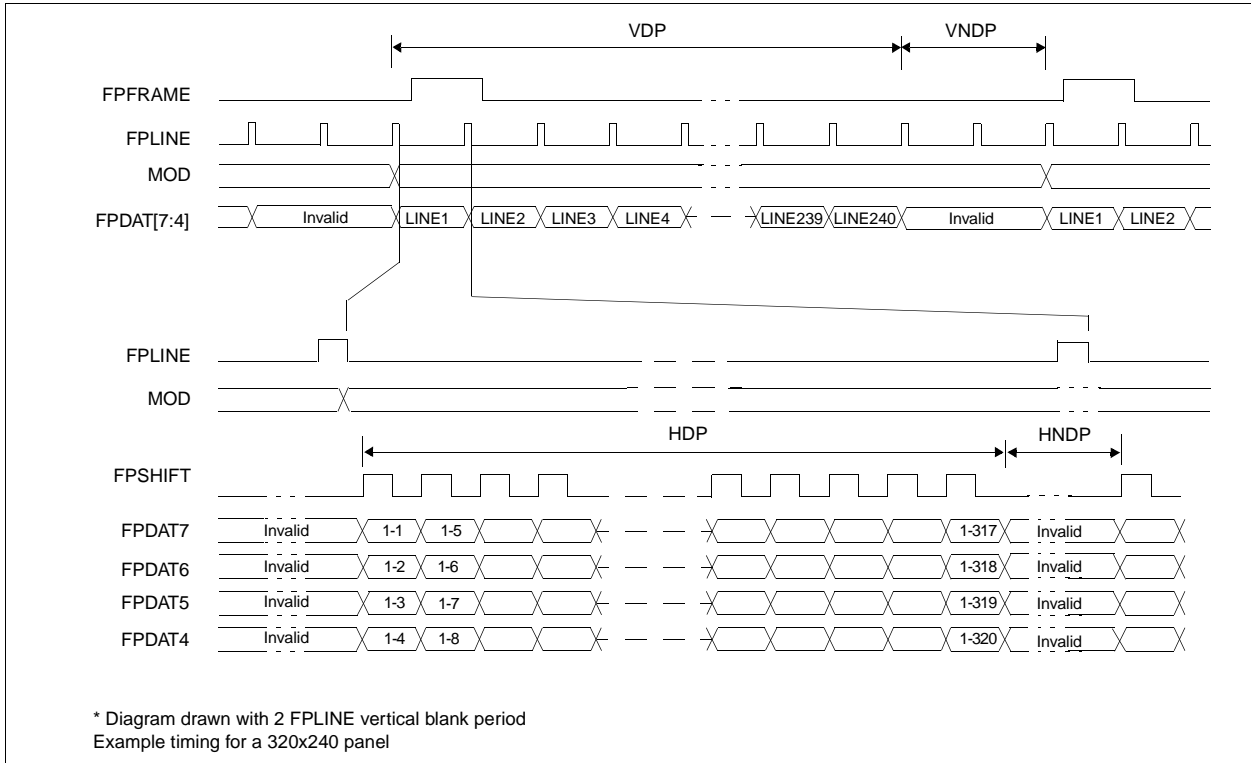 VDP VNDP
FPFRAME
FPLINE
MOD
FPDAT[7:4] Invalid LINE1 LINE2 LINE3 LINE4 LINE239 LINE240 Invalid LINE1 LINE2
FPLINE
MOD
HDP HNDP
FPSHIFT
FPDAT7 Invalid 1-1 1-5 1-317 Invalid
FPDAT6 Invalid 1-2 1-6 1-318 Invalid
FPDAT5 Invalid 1-3 1-7 1-319 Invalid
FPDAT4 Invalid 1-4 1-8 1-320 Invalid
* Diagram drawn with 2 FPLINE vertical blank period
Example timing for a 320x240 panel